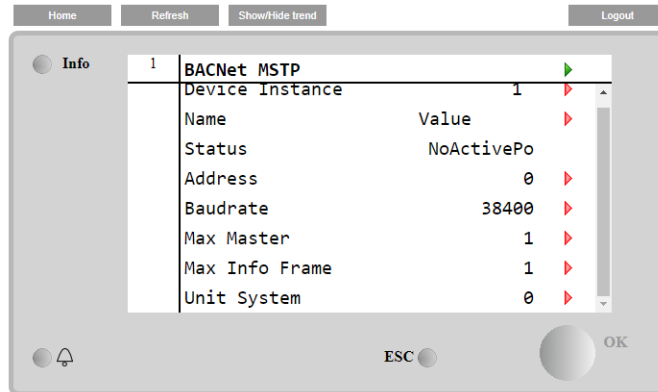 Home Refresh Show/Hide trend Logout
Info
1 BACNet MSTP
Device Instance 1
Name Value
Status NoActivePo
Address 0
Baudrate 38400
Max Master 1
Max Info Frame 1
Unit System 0
ESC OK